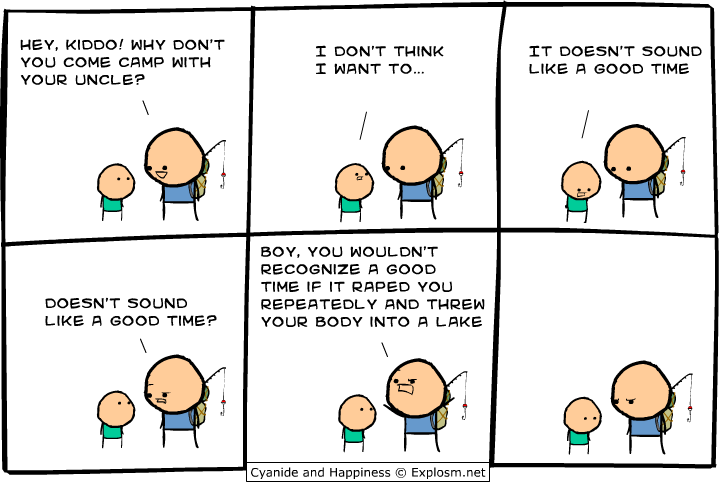 HEY, KIDDO! WHY DON'T
YOU COME CAMP WITH
YOUR UNCLE?
I DON'T THINK
I WANT TO...
IT DOESN'T SOUND
LIKE A GOOD TIME
DOESN'T SOUND
LIKE A GOOD TIME?
BOY, YOU WOULDN'T
RECOGNIZE A GOOD
TIME IF IT RAPED YOU
REPEATEDLY AND THREW
YOUR BODY INTO A LAKE
Cyanide and Happiness © Explosm.net